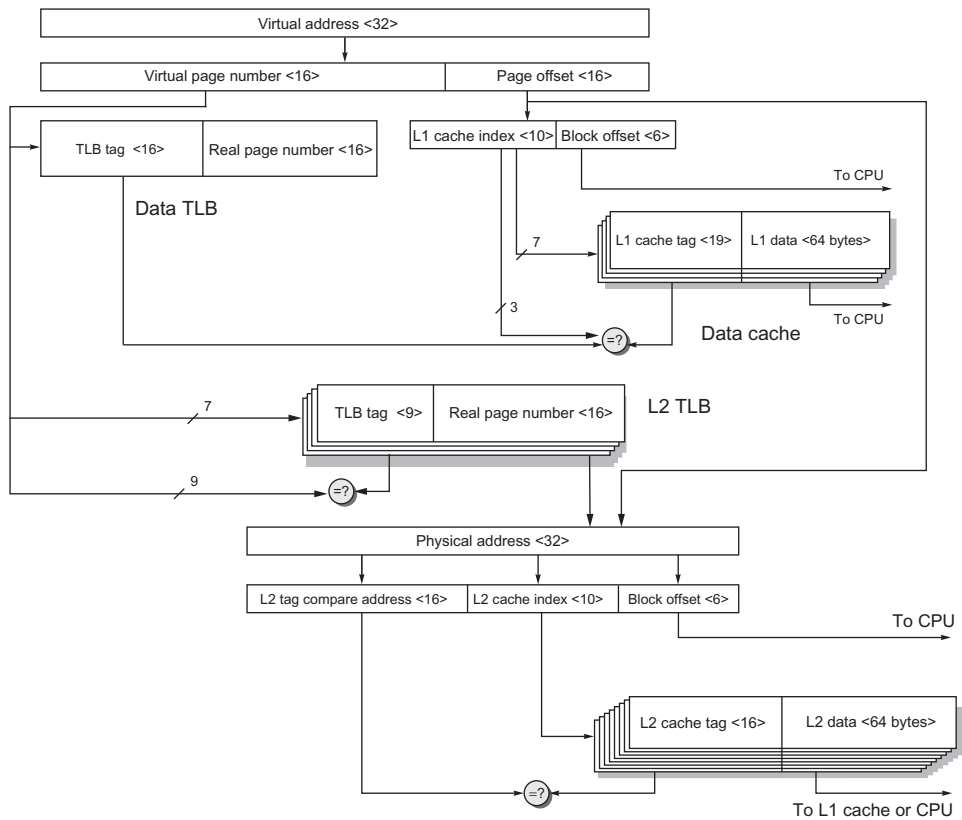 Virtual address <32>
Virtual page number <16>
Page offset <16>
TLB tag <16>
Real page number <16>
L1 cache index <10>
Block offset <6>
To CPU
Data TLB
7
L1 cache tag <19>
L1 data <64 bytes>
3
To CPU
=?
Data cache
7
TLB tag <9>
Real page number <16>
L2 TLB
9
=?
Physical address <32>
L2 tag compare address <16>
L2 cache index <10>
Block offset <6>
To CPU
L2 cache tag <16>
L2 data <64 bytes>
=?
To L1 cache or CPU